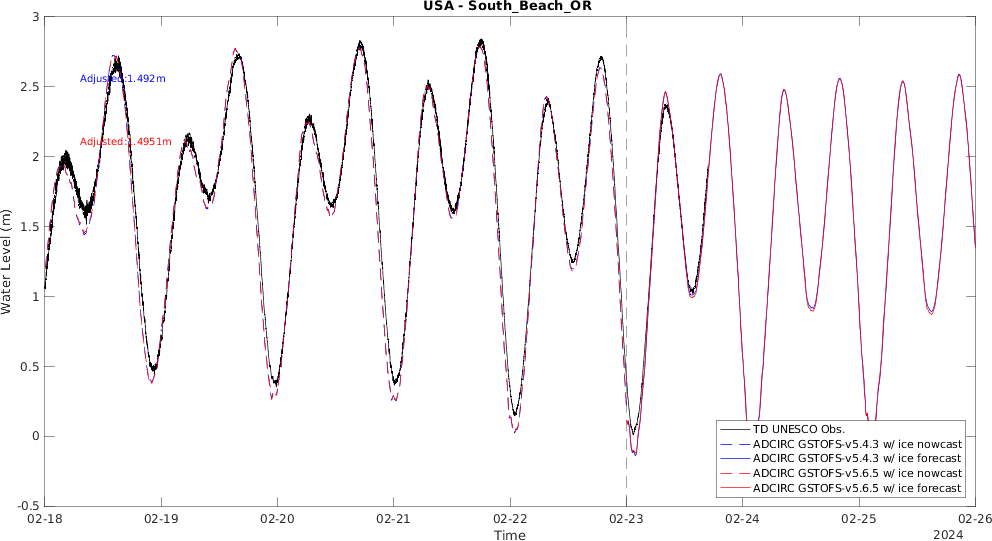 USA - South_Beach_OR
3
2.5
2
1.5
1
0.5
0
-0.5
Water Level (m)
Adjusted:1.492m
Adjusted:1.4951m
TD UNESCO Obs.
ADCIRC GSTOFS-v5.4.3 w/ ice nowcast
ADCIRC GSTOFS-v5.4.3 w/ ice forecast
ADCIRC GSTOFS-v5.6.5 w/ ice nowcast
ADCIRC GSTOFS-v5.6.5 w/ ice forecast
02-18 02-19 02-20 02-21 02-22 02-23 02-24 02-25 02-26
Time
2024